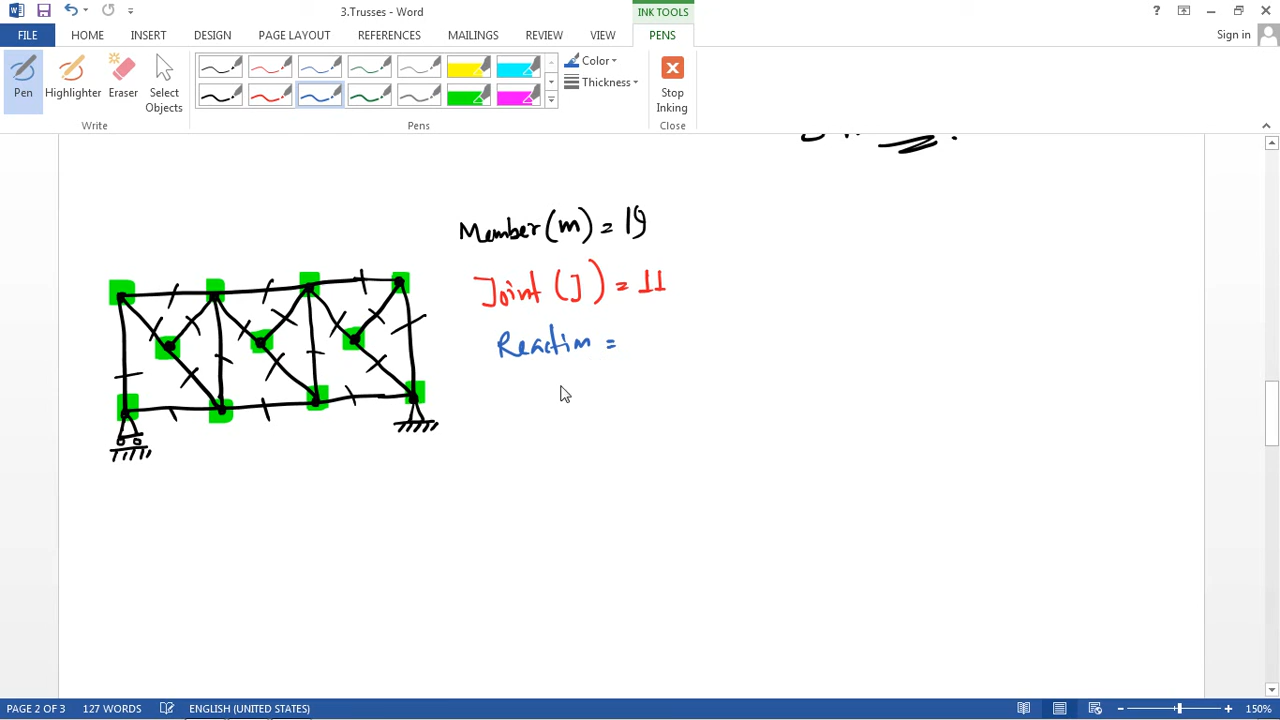 3.Trusses - Word
INK TOOLS
?
FILE HOME INSERT DESIGN PAGE LAYOUT REFERENCES MAILINGS REVIEW VIEW PENS Sign in
Pen Highlighter Eraser Select Objects
Color
Thickness
Stop Inking
Write Pens Close
Member (m) = 19
Joint (J) = 11
Reaction =
PAGE 2 OF 3 127 WORDS ENGLISH (UNITED STATES) 150%